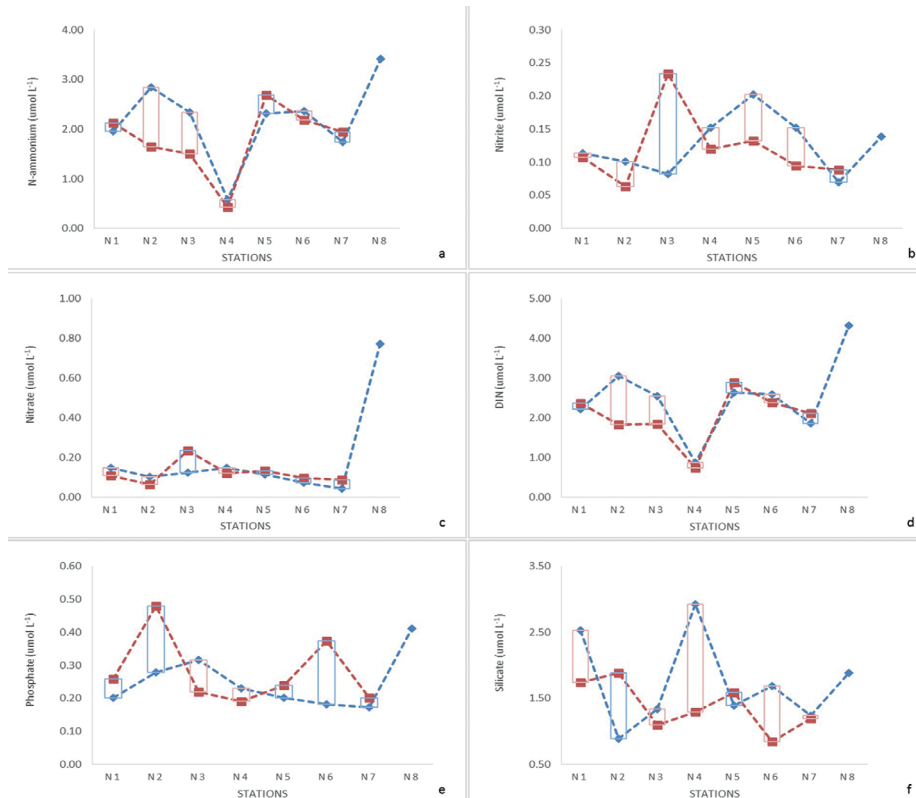 4.00
3.00
2.00
1.00
0.00
N-ammonium (umol L-1)
N 1 N 2 N 3 N 4 N 5 N 6 N 7 N 8
STATIONS
a
0.30
0.25
0.20
0.15
0.10
0.05
0.00
Nitrite (umol L-1)
N 1 N 2 N 3 N 4 N 5 N 6 N 7 N 8
STATIONS
b
1.00
0.80
0.60
0.40
0.20
0.00
Nitrate (umol L-1)
N 1 N 2 N 3 N 4 N 5 N 6 N 7 N 8
STATIONS
c
5.00
4.00
3.00
2.00
1.00
0.00
DIN (umol L-1)
N 1 N 2 N 3 N 4 N 5 N 6 N 7 N 8
STATIONS
d
0.60
0.50
0.40
0.30
0.20
0.10
0.00
Phosphate (umol L-1)
N 1 N 2 N 3 N 4 N 5 N 6 N 7 N 8
STATIONS
e
3.50
2.50
1.50
0.50
Silicate (umol L-1)
N 1 N 2 N 3 N 4 N 5 N 6 N 7 N 8
STATIONS
f